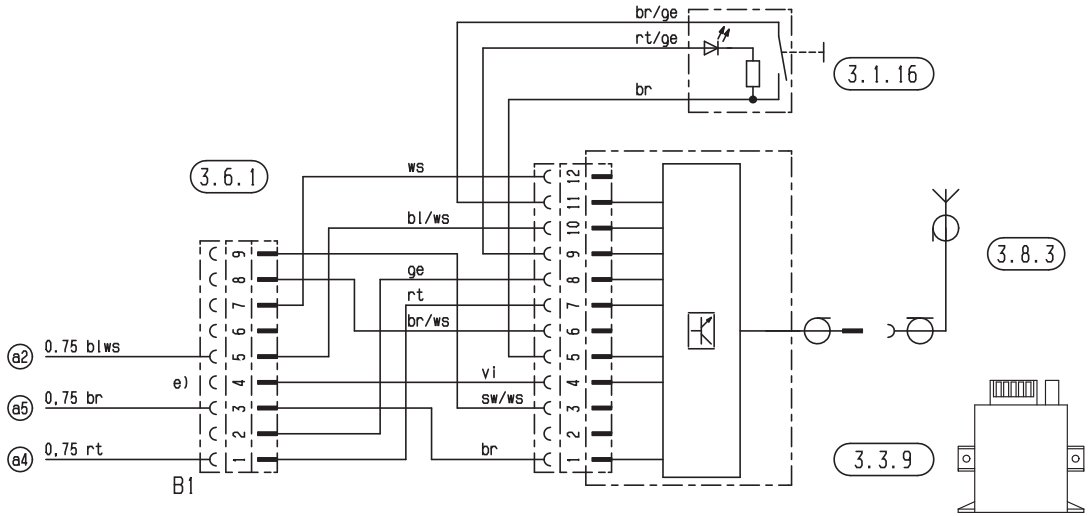 br/ge
rt/ge
3.1.16
br
3.6.1
ws
12
11
bl/ws
10
9
9
3.8.3
8
ge
8
7
rt
7
6
br/ws
6
a2
0.75 blws
5
5
e)
4
vi
4
a5
0,75 br
3
sw/ws
3
2
2
a4
0,75 rt
1
br
1
3.3.9
B1